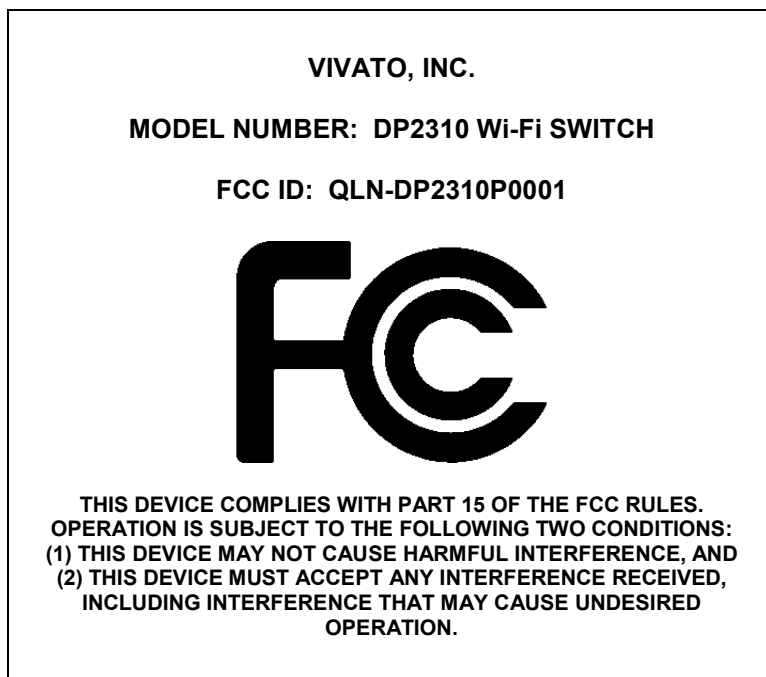 VIVATO, INC.
MODEL NUMBER: DP2310 Wi-Fi SWITCH
FCC ID: QLN-DP2310P0001
FCC
THIS DEVICE COMPLIES WITH PART 15 OF THE FCC RULES.
OPERATION IS SUBJECT TO THE FOLLOWING TWO CONDITIONS:
(1) THIS DEVICE MAY NOT CAUSE HARMFUL INTERFERENCE, AND
(2) THIS DEVICE MUST ACCEPT ANY INTERFERENCE RECEIVED,
INCLUDING INTERFERENCE THAT MAY CAUSE UNDESIRED
OPERATION.